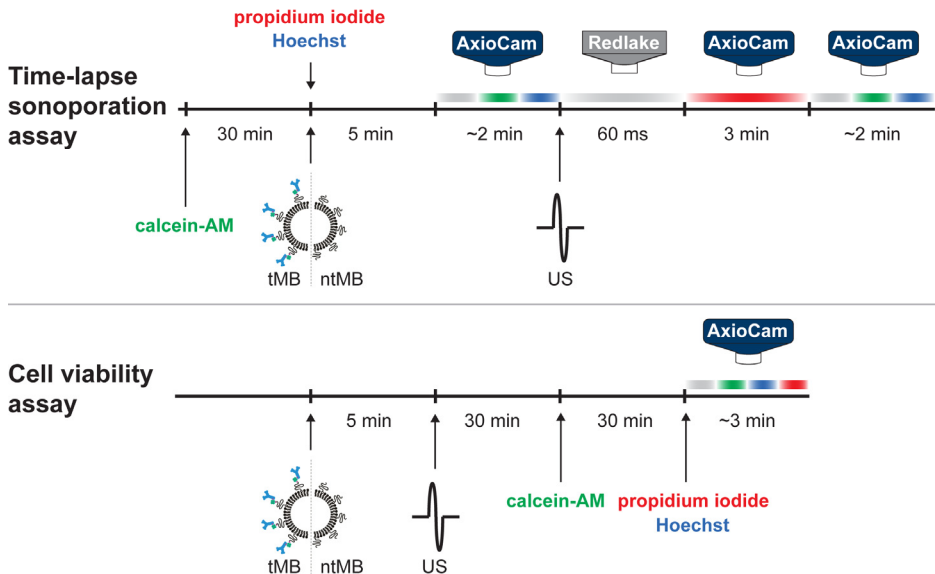 propidium iodide
Hoechst
AxioCam
Redlake
AxioCam
AxioCam
Time-lapse
sonoporation
assay
30 min
5 min
~2 min
60 ms
3 min
~2 min
calcein-AM
tMB
ntMB
US
AxioCam
Cell viability
assay
5 min
30 min
30 min
~3 min
calcein-AM
propidium iodide
Hoechst
tMB
ntMB
US